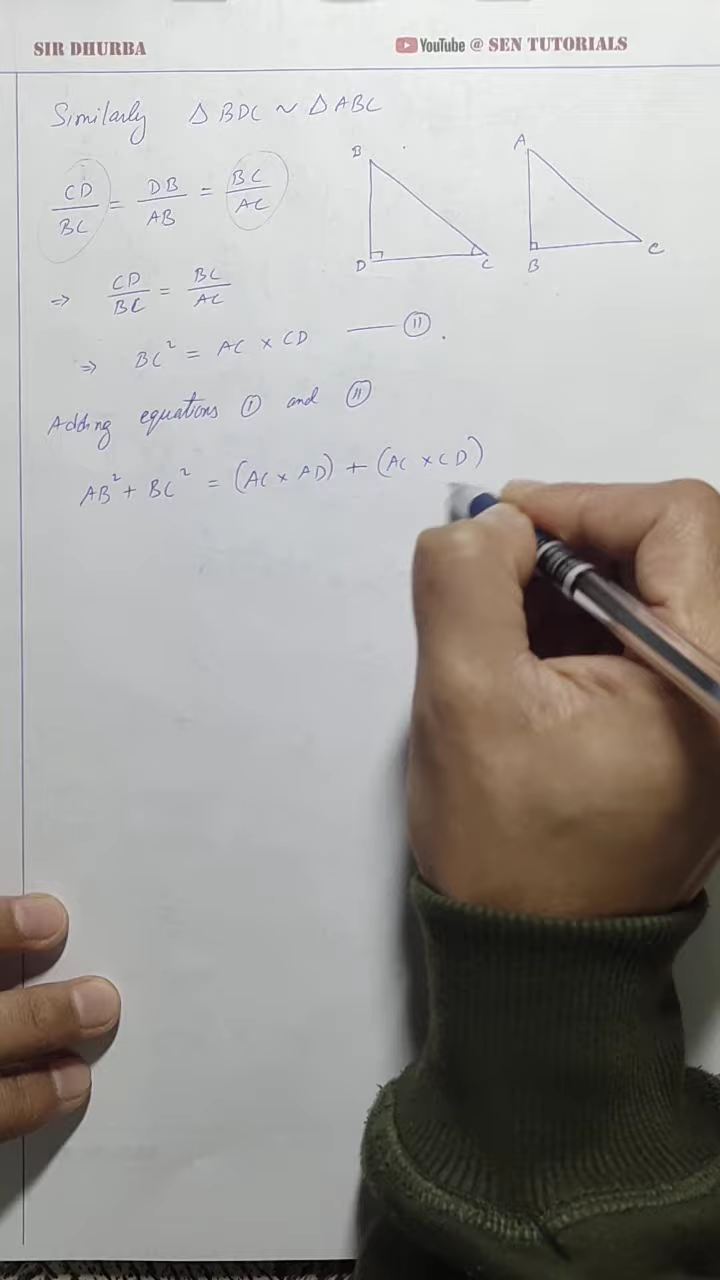 SIR DHURBA
YouTube @ SEN TUTORIALS
Similarly △ BDC ~ △ ABC
CD/BC = DB/AB = BC/AC
B
D
C
A
B
C
⇒ CD/BC = BC/AC
⇒ BC² = AC × CD — (II).
Adding equations (I) and (II)
AB² + BC² = (AC × AD) + (AC × CD)